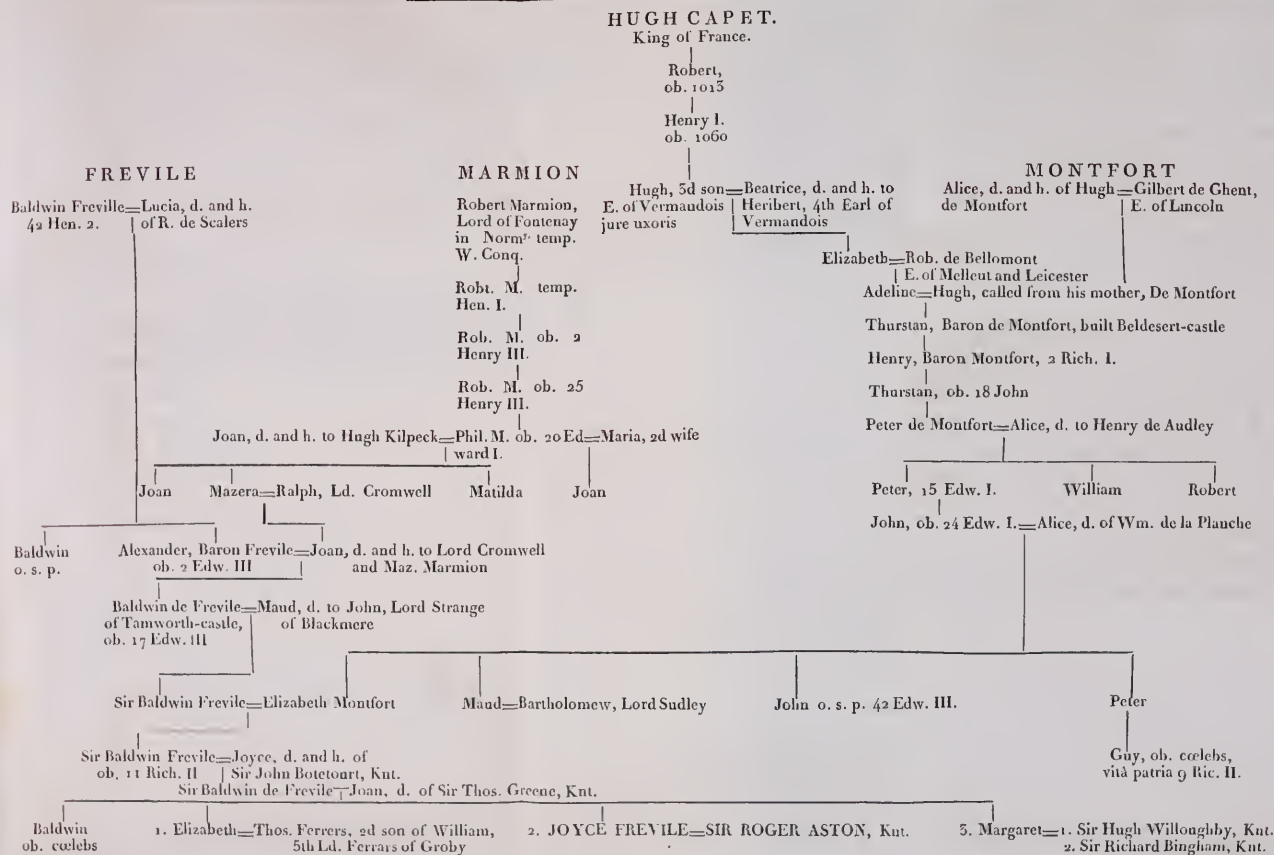 HUGH CAPET.
King of France.
Robert,
ob. 1013
Henry I.
ob. 1060
FREVILE
MARMION
MONTFORT
Baldwin Freville=Lucia, d. and h.
42 Hen. 2. of R. de Scalers
Robert Marmion,
Lord of Fontenay
in Norm^y. temp.
W. Conq.
Hugh, 3d son=Beatrice, d. and h. to
E. of Vermaudois Heribert, 4th Earl of
jure uxoris Vermandois
Alice, d. and h. of Hugh=Gilbert de Ghent,
de Montfort E. of Lincoln
Elizabeth=Rob. de Bellomont
E. of Melleut and Leicester
Robt. M. temp.
Hen. I.
Adeline=Hugh, called from his mother, De Montfort
Thurstan, Baron de Montfort, built Beldesert-castle
Rob. M. ob. 2
Henry III.
Henry, Baron Montfort, 2 Rich. I.
Rob. M. ob. 25
Henry III.
Thurstan, ob. 18 John
Joan, d. and h. to Hugh Kilpeck=Phil. M. ob. 20 Ed=Maria, 2d wife
ward I.
Peter de Montfort=Alice, d. to Henry de Audley
Joan Mazera=Ralph, Ld. Cromwell Matilda Joan
Peter, 15 Edw. I. William Robert
John, ob. 24 Edw. I.=Alice, d. of Wm. de la Planche
Baldwin
o. s. p.
Alexander, Baron Frevile=Joan, d. and h. to Lord Cromwell
ob. 2 Edw. III and Maz. Marmion
Baldwin de Frevile=Maud, d. to John, Lord Strange
of Tamworth-castle, of Blackmere
ob. 17 Edw. III
Sir Baldwin Frevile=Elizabeth Montfort Maud=Bartholomew, Lord Sudley John o. s. p. 42 Edw. III. Peter
Sir Baldwin Frevile=Joyce, d. and h. of
ob. 11 Rich. II Sir John Botetourt, Knt.
Guy, ob. cœlebs,
vità patria 9 Ric. II.
Sir Baldwin de Frevile=Joan, d. of Sir Thos. Greene, Knt.
Baldwin
ob. cœlebs
1. Elizabeth=Thos. Ferrers, 2d son of William,
5th Ld. Ferrars of Groby
2. JOYCE FREVILE=SIR ROGER ASTON, Knt.
3. Margaret=1. Sir Hugh Willoughby, Knt.
2. Sir Richard Bingham, Knt.